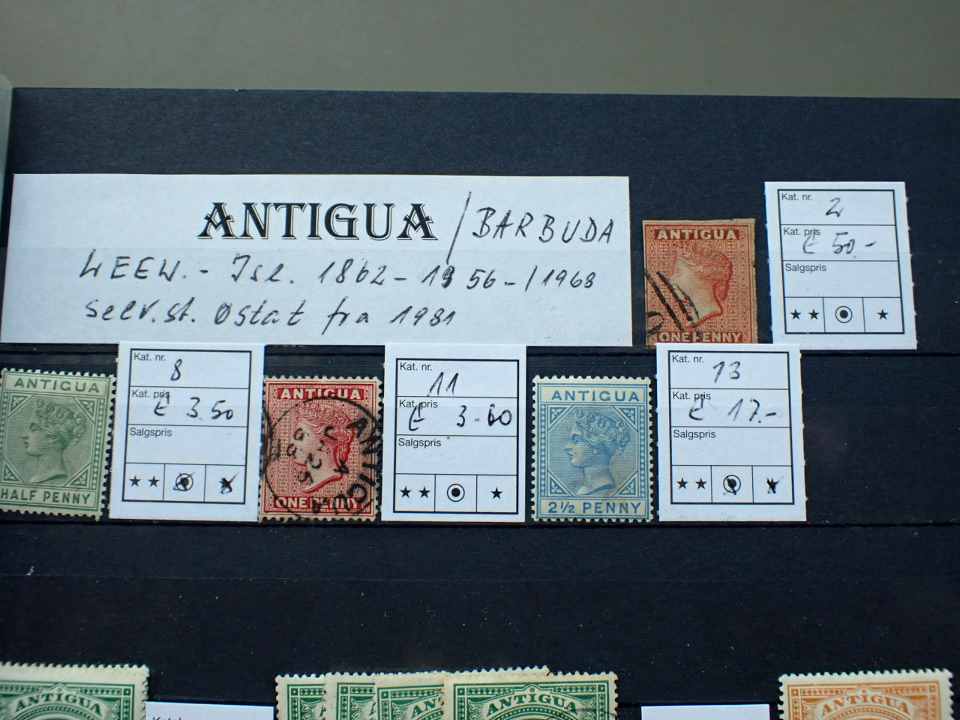 ANTIGUA / BARBUDA
LEEW. - Isl. 1862 - 1956 - / 1968
selv.st. østat fra 1981
ANTIGUA
ONE PENNY
Kat. nr. 2
Kat. pris £ 50.-
Salgspris
★★ ★
ANTIGUA
HALF PENNY
Kat. nr. 8
Kat. pris £ 3.50
Salgspris
★★ ★
ANTIGUA
ONE PENNY
ANTIGUA
Kat. nr. 11
Kat. pris £ 3.
Salgspris
★★ ★
ANTIGUA
2½ PENNY
Kat. nr. 13
Kat. pris £ 17.-
Salgspris
★★ ★
ANTIGUA
ANTIGUA
ANTIGUA